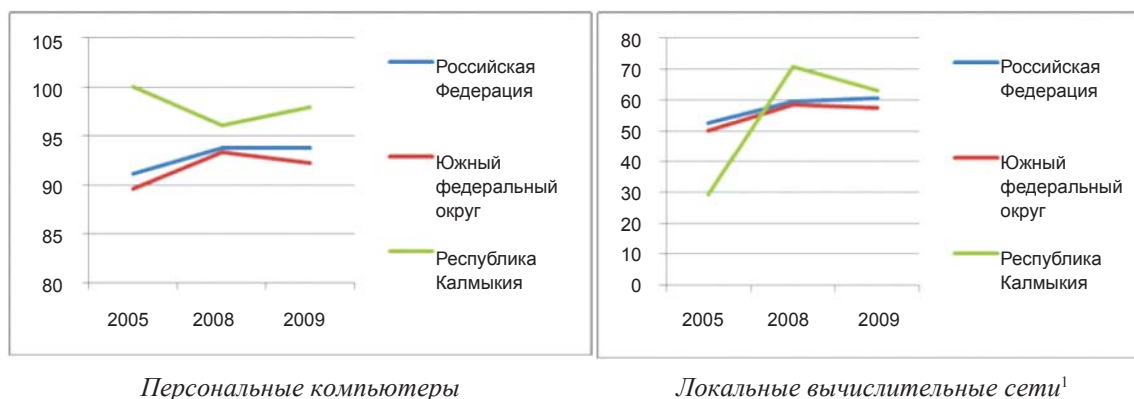 105
100
95
90
85
80
2005 2008 2009
Российская
Федерация
Южный
федеральный
округ
Республика
Калмыкия
Персональные компьютеры
80
70
60
50
40
30
20
10
0
2005 2008 2009
Российская
Федерация
Южный
федеральный
округ
Республика
Калмыкия
Локальные вычислительные сети¹